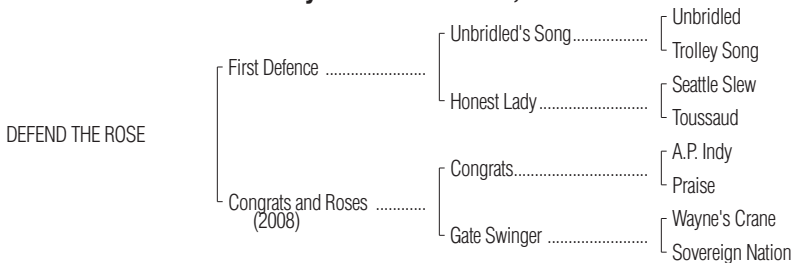 Unbridled
Unbridled's Song.................
Trolley Song
First Defence ........................
Seattle Slew
Honest Lady..........................
Toussaud
DEFEND THE ROSE
A.P. Indy
Congrats................................
Praise
Congrats and Roses ............
(2008)
Wayne's Crane
Gate Swinger ........................
Sovereign Nation